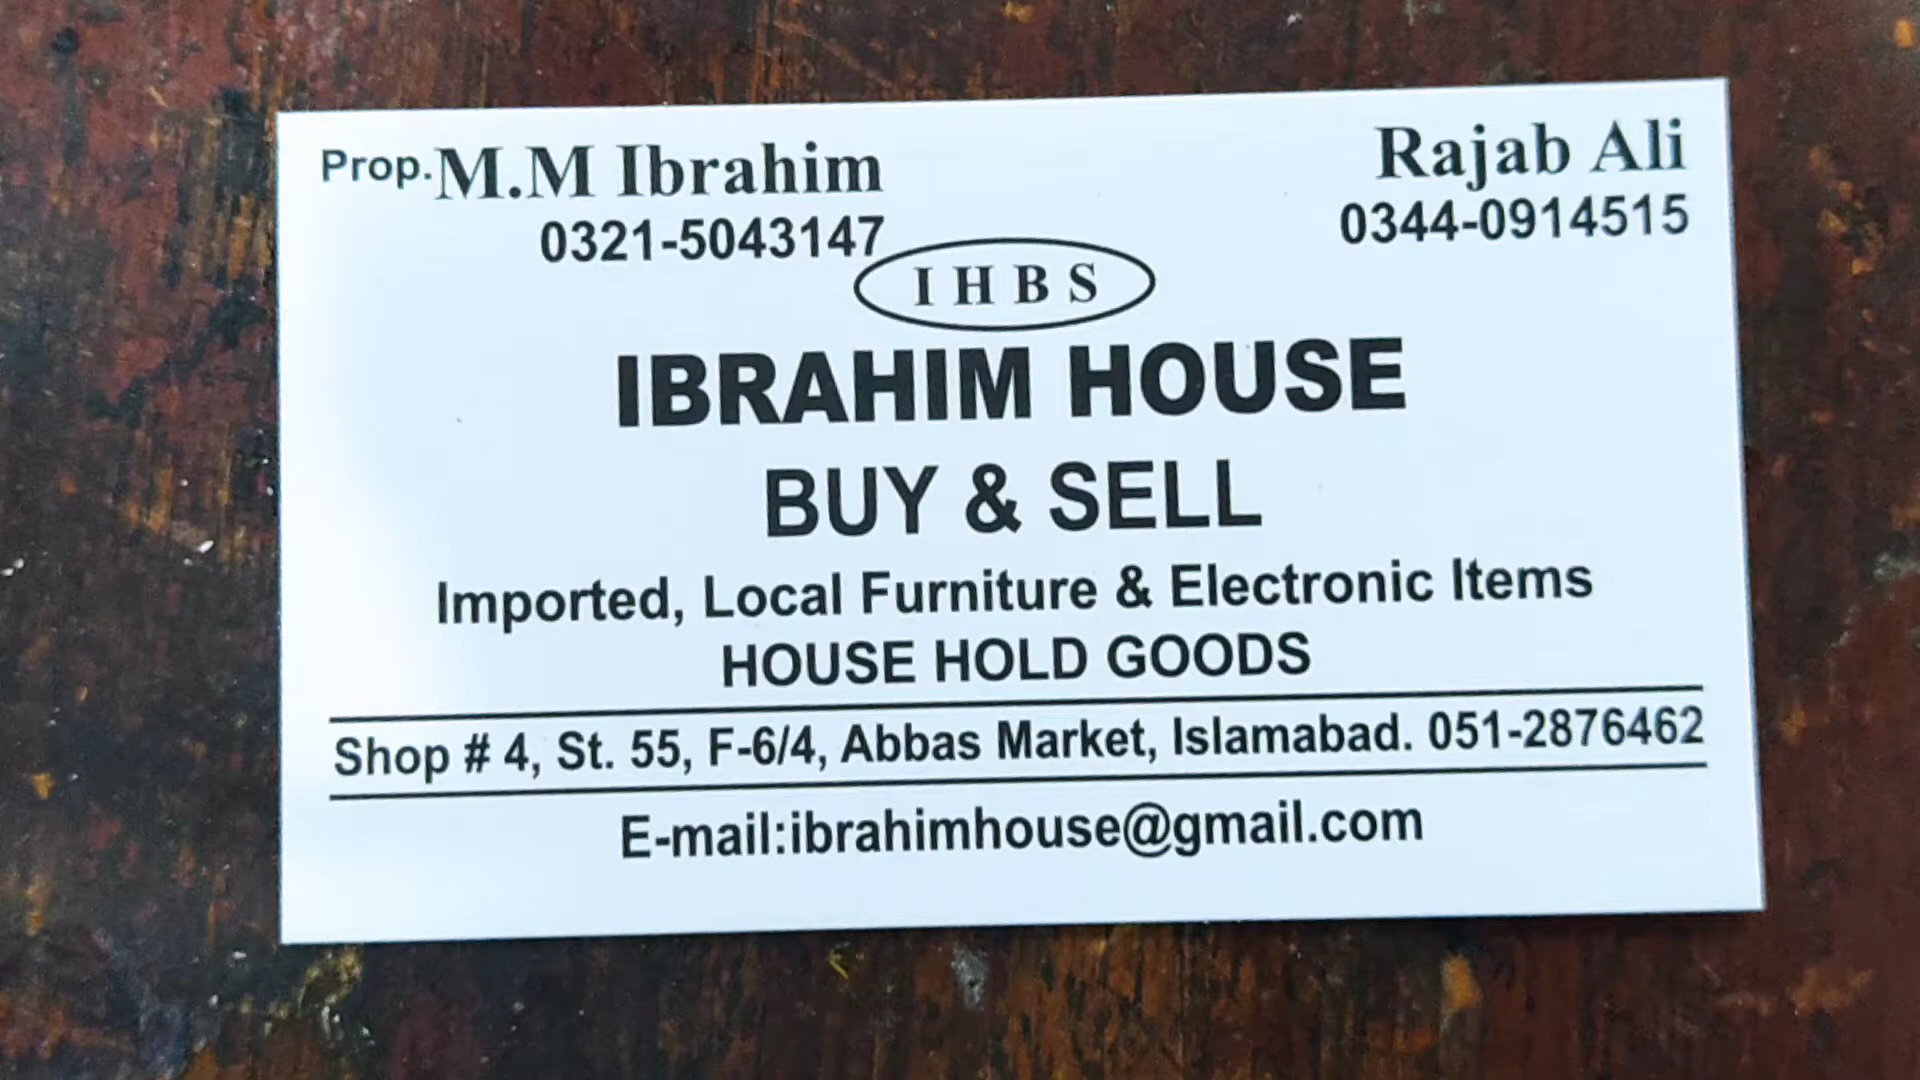 Prop. M.M Ibrahim
0321-5043147
Rajab Ali
0344-0914515
I H B S
IBRAHIM HOUSE
BUY & SELL
Imported, Local Furniture & Electronic Items
HOUSE HOLD GOODS
Shop # 4, St. 55, F-6/4, Abbas Market, Islamabad. 051-2876462
E-mail:ibrahimhouse@gmail.com